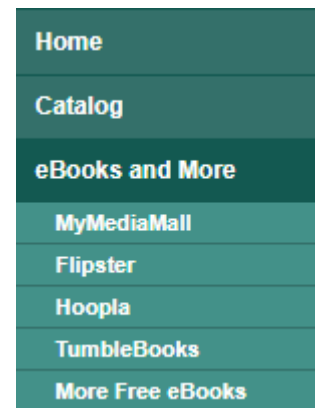 Home
Catalog
eBooks and More
MyMediaMall
Flipster
Hoopla
TumbleBooks
More Free eBooks